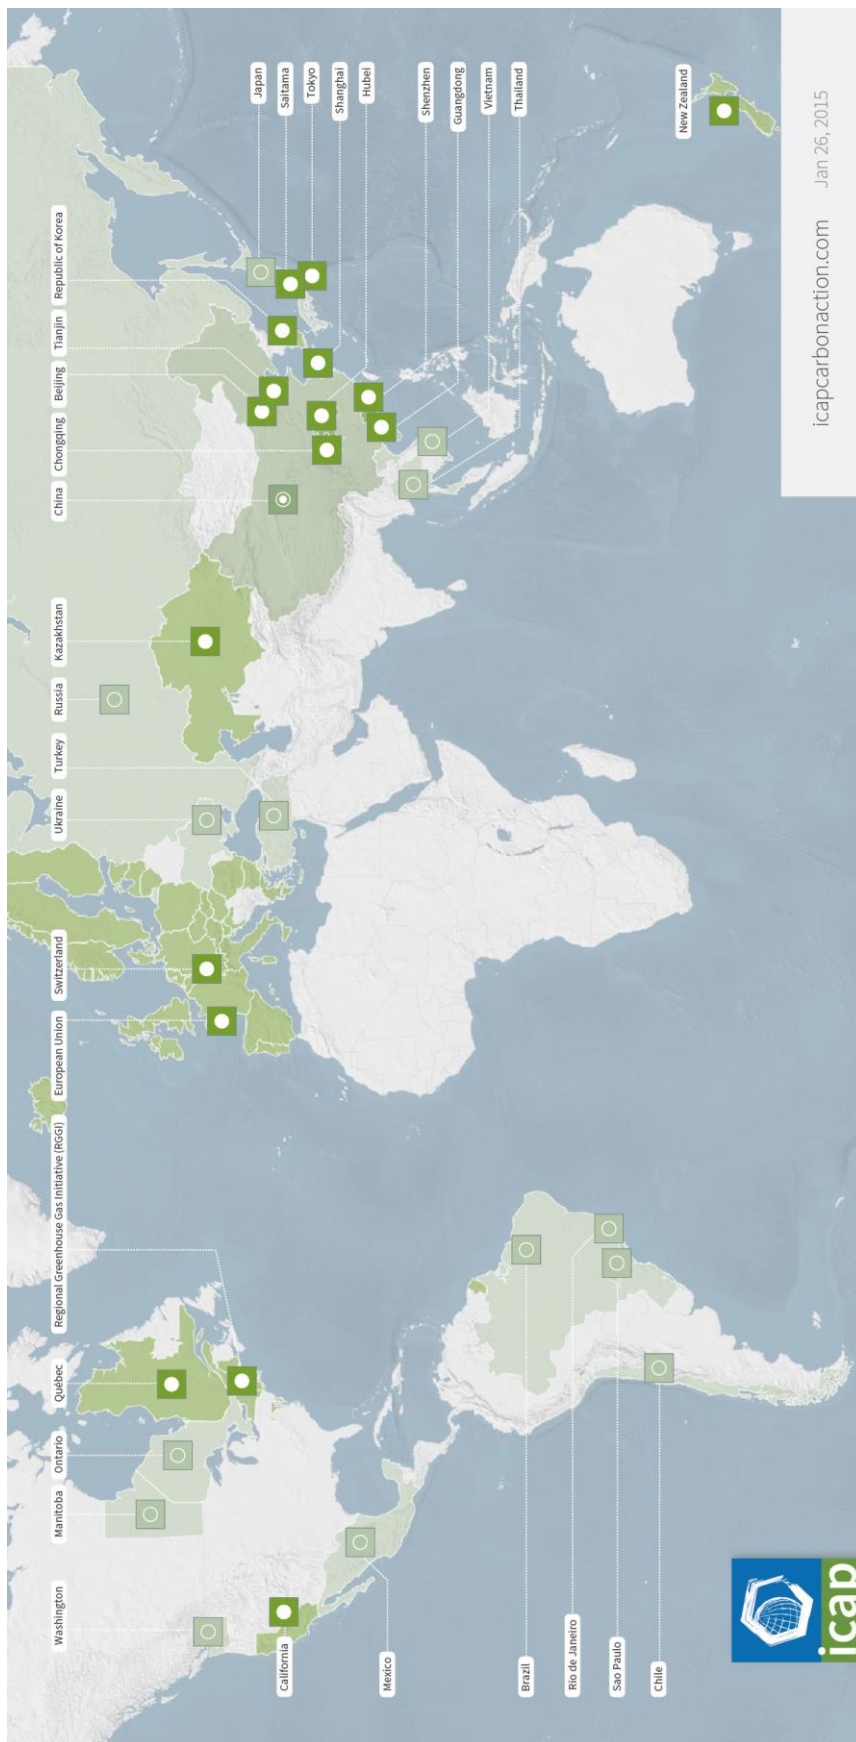 Washington
Manitoba
Ontario
Québec
Regional Greenhouse Gas Initiative (RGGI)
European Union
Switzerland
Ukraine
Turkey
Russia
Kazakhstan
China
Chongqing
Beijing
Tianjin
Republic of Korea
Japan
Saitama
Tokyo
Shanghai
Hubei
Shenzhen
Guangdong
Vietnam
Thailand
New Zealand
California
Mexico
Brazil
Rio de Janeiro
Sao Paulo
Chile
icap
icapcarbonaction.com Jan 26, 2015